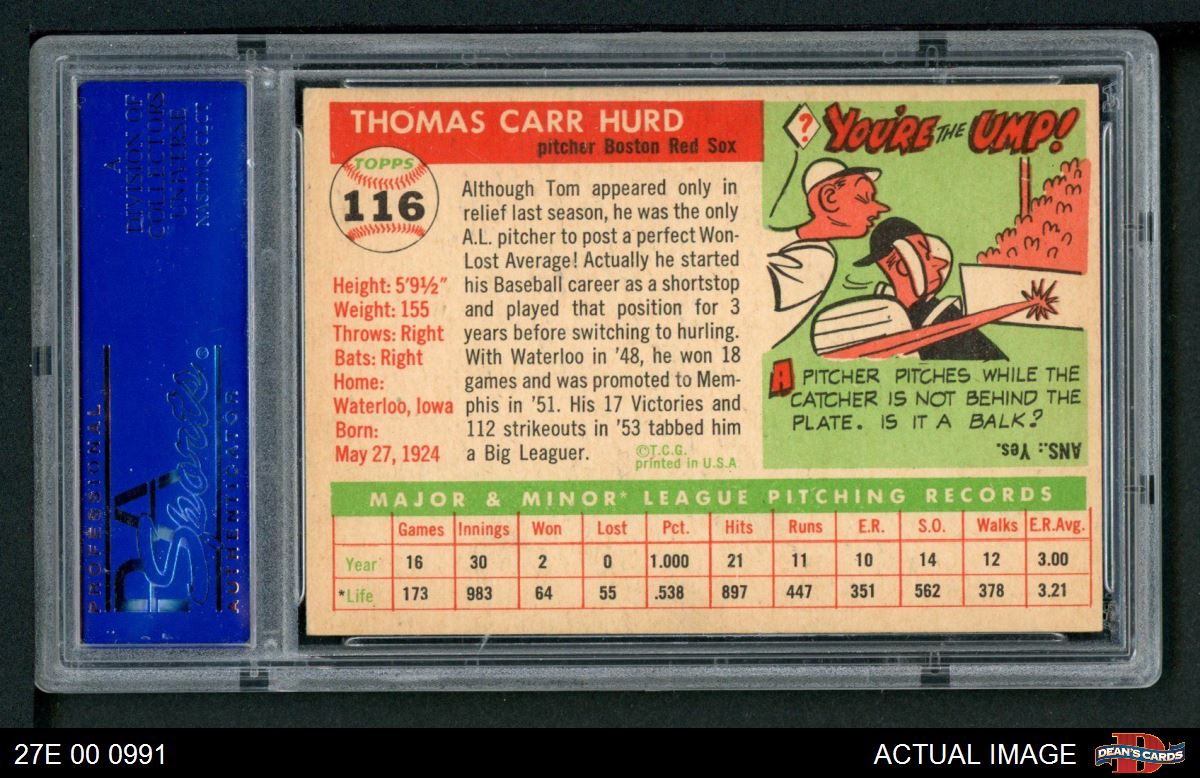 A
DIVISION OF
COLLECTORS
UNIVERSE
NASDAQ: CLCT
PROFESSIONAL
PSA
Sports
AUTHENTICATOR
THOMAS CARR HURD
pitcher Boston Red Sox
TOPPS
116
Height: 5'9½"
Weight: 155
Throws: Right
Bats: Right
Home:
Waterloo, Iowa
Born:
May 27, 1924
Although Tom appeared only in
relief last season, he was the only
A.L. pitcher to post a perfect Won-
Lost Average! Actually he started
his Baseball career as a shortstop
and played that position for 3
years before switching to hurling.
With Waterloo in '48, he won 18
games and was promoted to Mem-
phis in '51. His 17 Victories and
112 strikeouts in '53 tabbed him
a Big Leaguer.
©T.C.G.
printed in U.S.A
?
YOU'RE THE UMP!
A PITCHER PITCHES WHILE THE
CATCHER IS NOT BEHIND THE
PLATE. IS IT A BALK?
ANS.: Yes.
MAJOR & MINOR* LEAGUE PITCHING RECORDS
Games Innings Won Lost Pct. Hits Runs E.R. S.O. Walks E.R.Avg.
Year 16 30 2 0 1.000 21 11 10 14 12 3.00
*Life 173 983 64 55 .538 897 447 351 562 378 3.21
27E 00 0991
ACTUAL IMAGE
D
DEAN'S CARDS